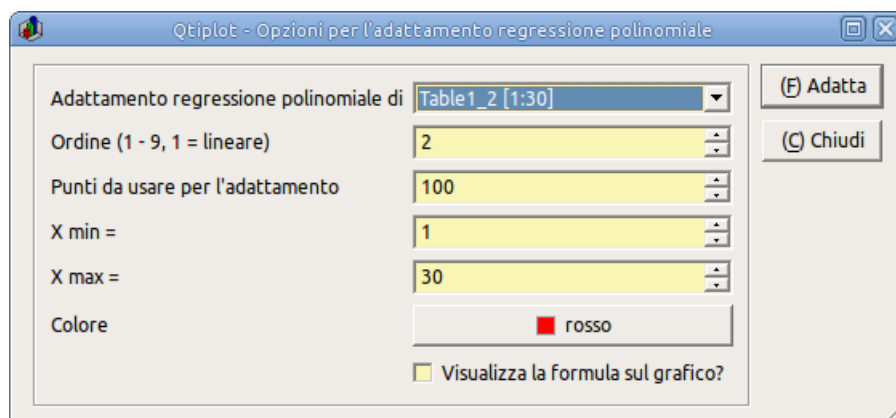 Qtiplot - Opzioni per l'adattamento regressione polinomiale
Adattamento regressione polinomiale di Table1_2 [1:30]
(F) Adatta
Ordine (1 - 9, 1 = lineare) 2
(C) Chiudi
Punti da usare per l'adattamento 100
X min = 1
X max = 30
Colore rosso
Visualizza la formula sul grafico?